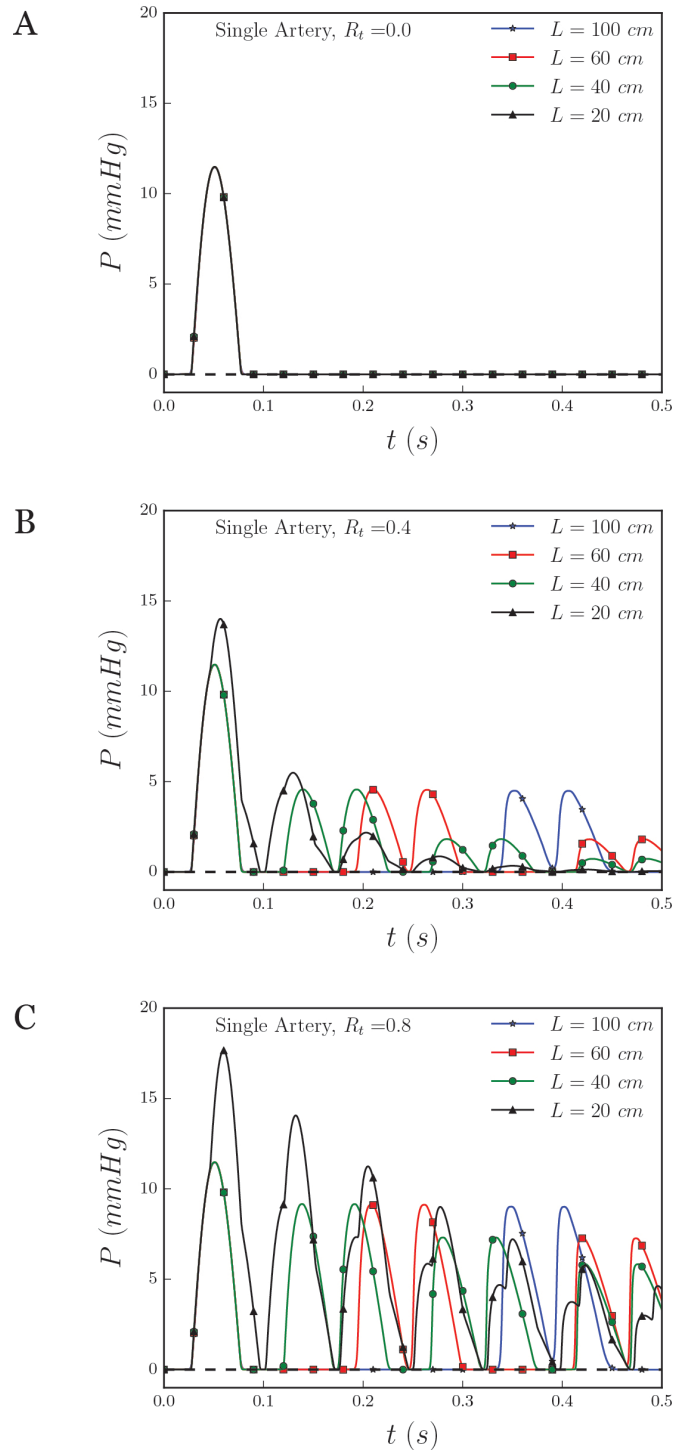 A
Single Artery, R_t =0.0
L = 100 cm
L = 60 cm
L = 40 cm
L = 20 cm
P (mmHg)
20
15
10
5
0
0.0 0.1 0.2 0.3 0.4 0.5
t (s)
B
Single Artery, R_t =0.4
L = 100 cm
L = 60 cm
L = 40 cm
L = 20 cm
P (mmHg)
20
15
10
5
0
0.0 0.1 0.2 0.3 0.4 0.5
t (s)
C
Single Artery, R_t =0.8
L = 100 cm
L = 60 cm
L = 40 cm
L = 20 cm
P (mmHg)
20
15
10
5
0
0.0 0.1 0.2 0.3 0.4 0.5
t (s)